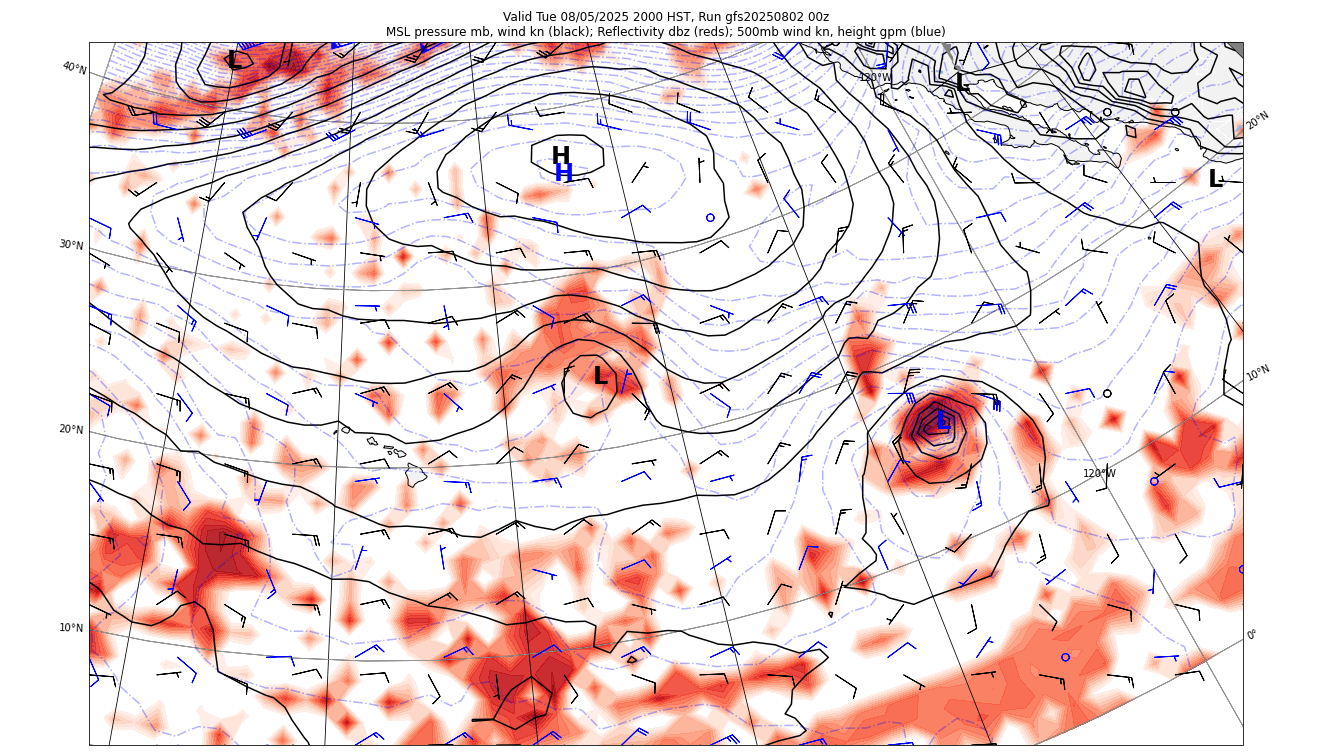 Valid Tue 08/05/2025 2000 HST, Run gfs20250802 00z
MSL pressure mb, wind kn (black); Reflectivity dbz (reds); 500mb wind kn, height gpm (blue)
L
40°N
120°W
L
20°N
H
H
L
30°N
L
10°N
L
20°N
120°W
10°N
0°